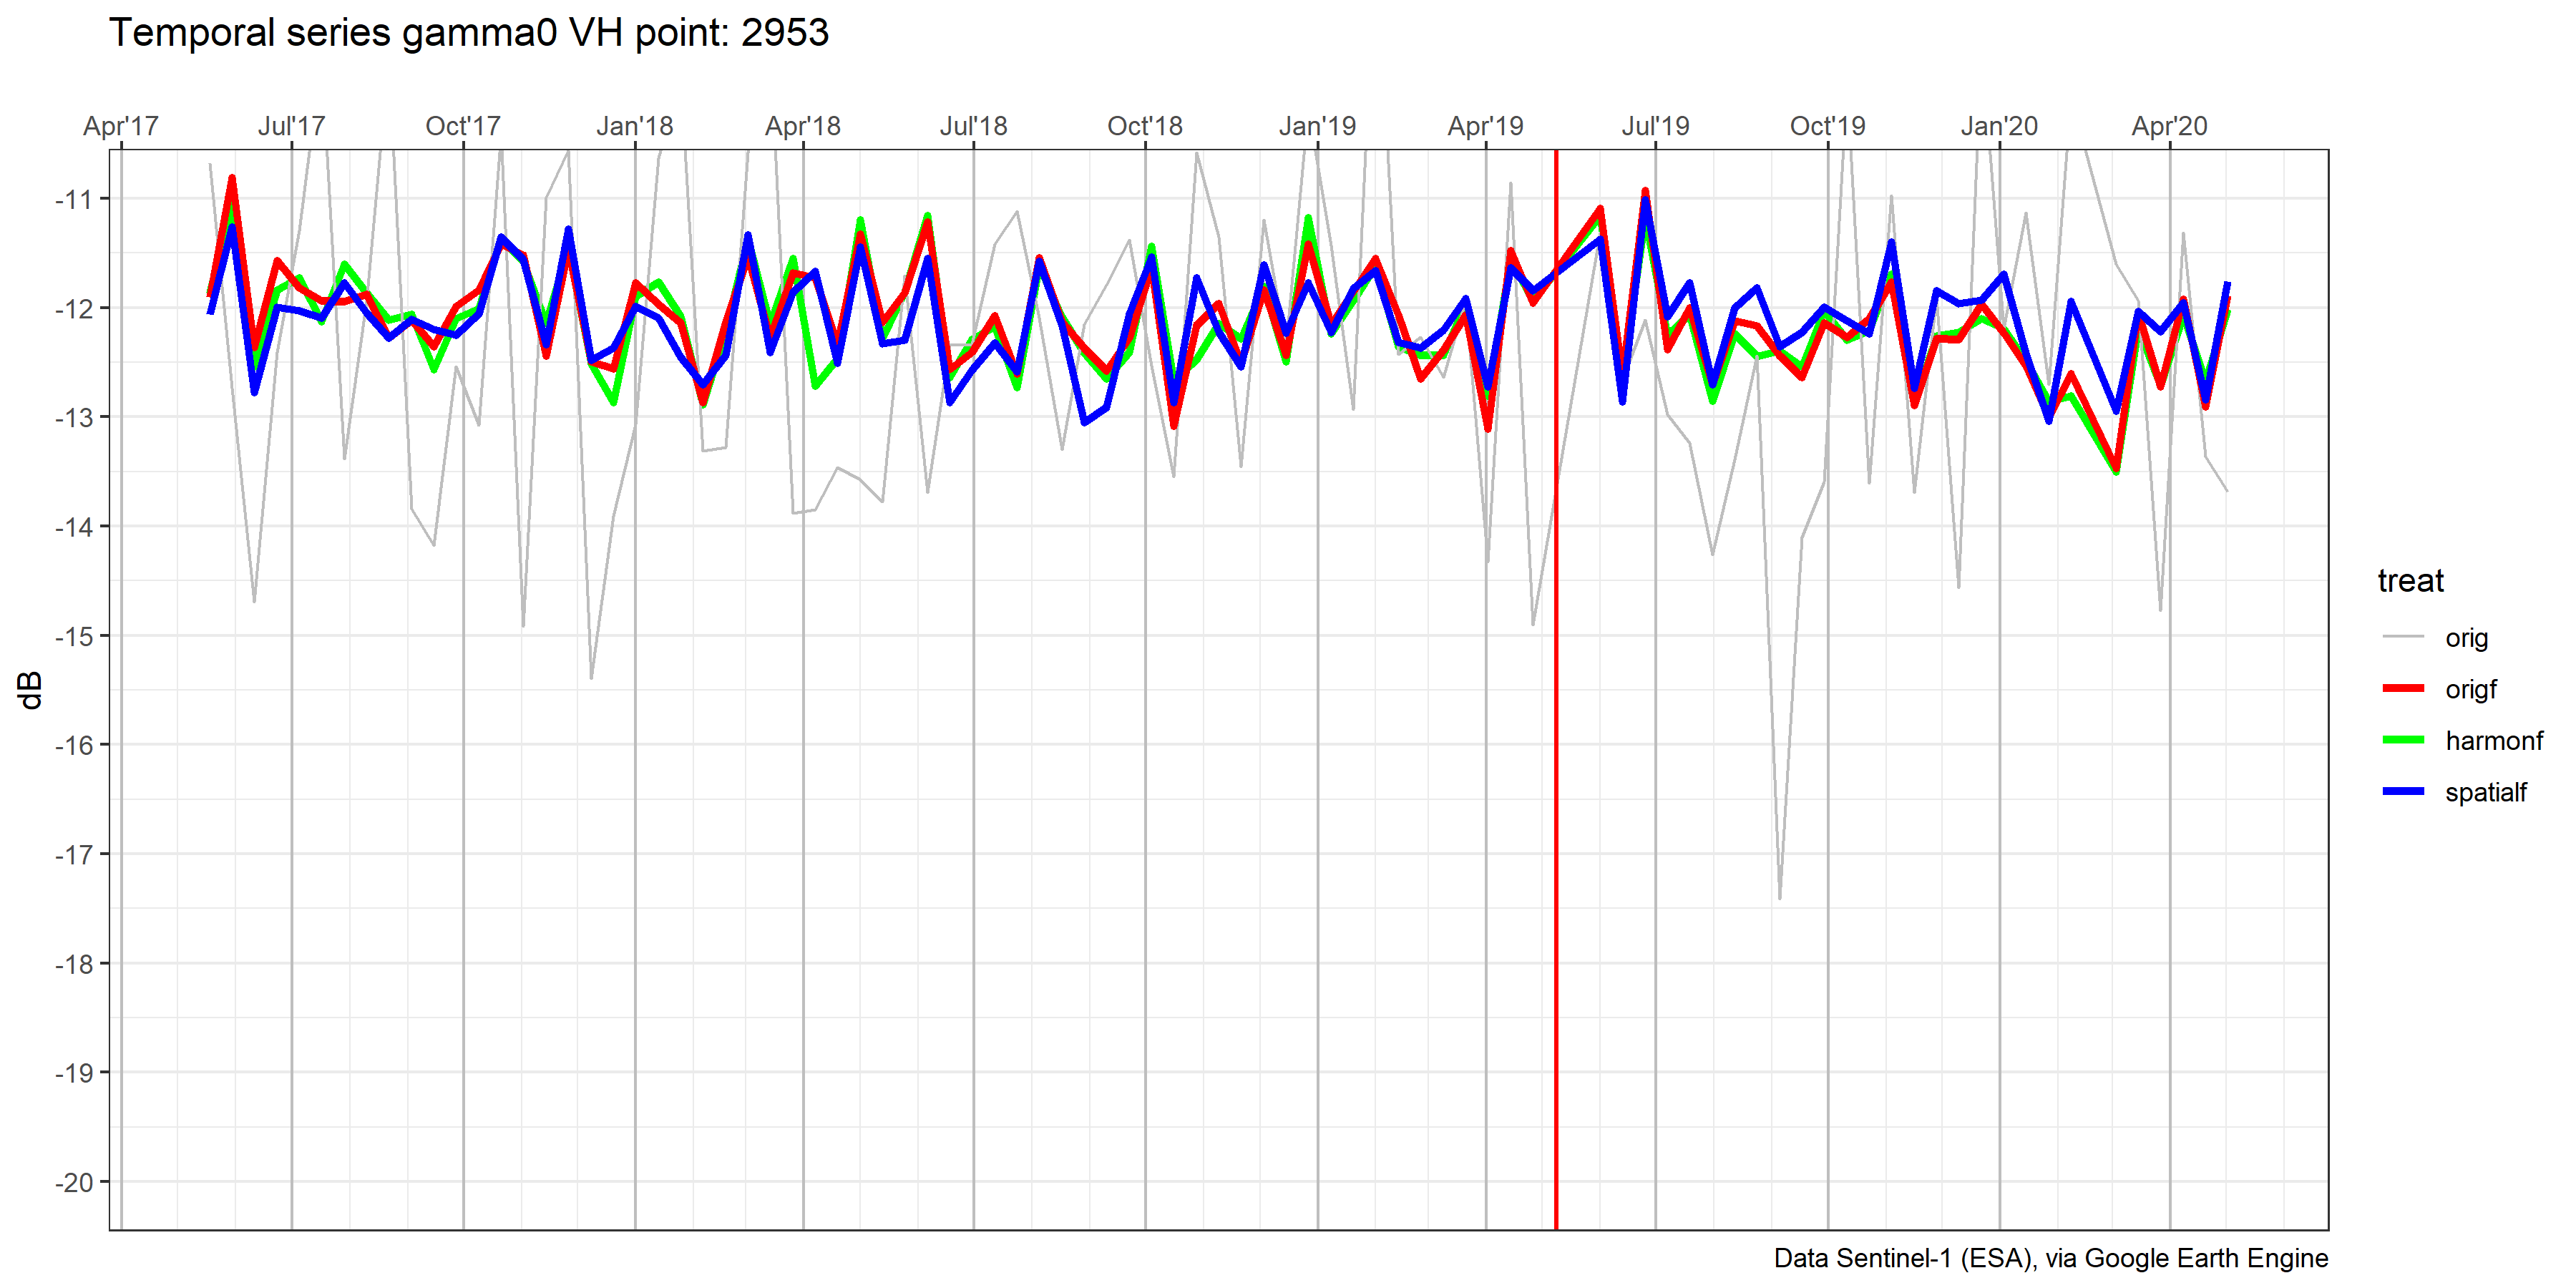 Temporal series gamma0 VH point: 2953
Apr'17 Jul'17 Oct'17 Jan'18 Apr'18 Jul'18 Oct'18 Jan'19 Apr'19 Jul'19 Oct'19 Jan'20 Apr'20
-11
-12
-13
-14
-15
-16
-17
-18
-19
-20
dB
treat
orig
origf
harmonf
spatialf
Data Sentinel-1 (ESA), via Google Earth Engine